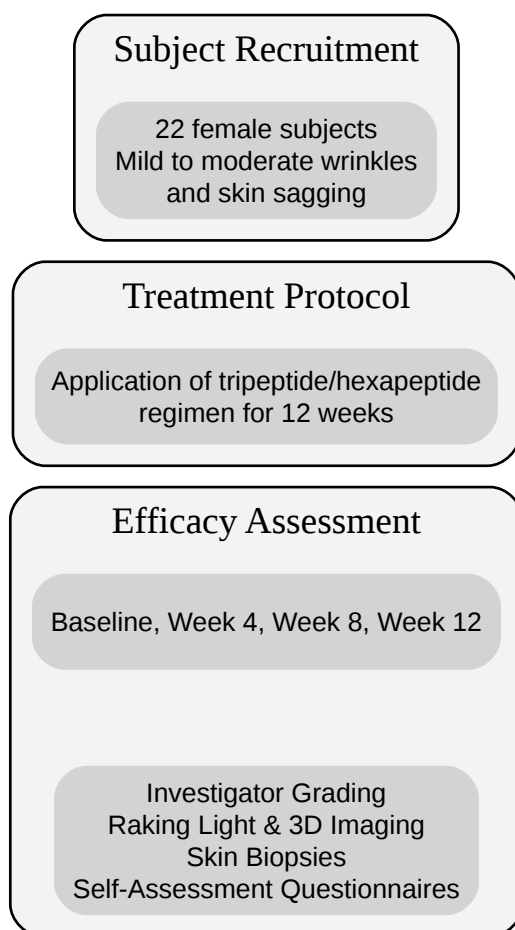 Subject Recruitment
22 female subjects
Mild to moderate wrinkles
and skin sagging
Treatment Protocol
Application of tripeptide/hexapeptide
regimen for 12 weeks
Efficacy Assessment
Baseline, Week 4, Week 8, Week 12
Investigator Grading
Raking Light & 3D Imaging
Skin Biopsies
Self-Assessment Questionnaires